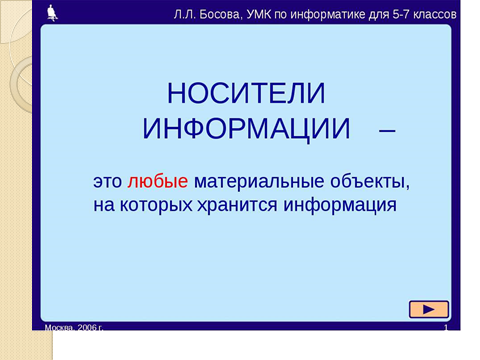 Л.Л. Босова, УМК по информатике для 5-7 классов
НОСИТЕЛИ
ИНФОРМАЦИИ –
это любые материальные объекты,
на которых хранится информация
Москва, 2006 г. 1